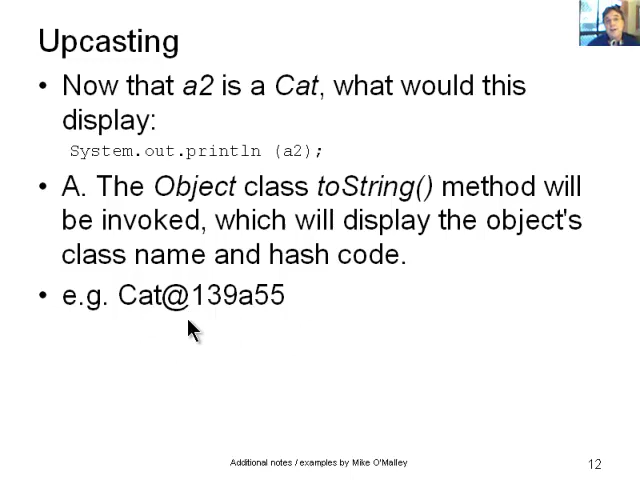 Upcasting
• Now that a2 is a Cat, what would this
display:
System.out.println (a2);
• A. The Object class toString() method will
be invoked, which will display the object's
class name and hash code.
• e.g. Cat@139a55
Additional notes / examples by Mike O'Malley
12